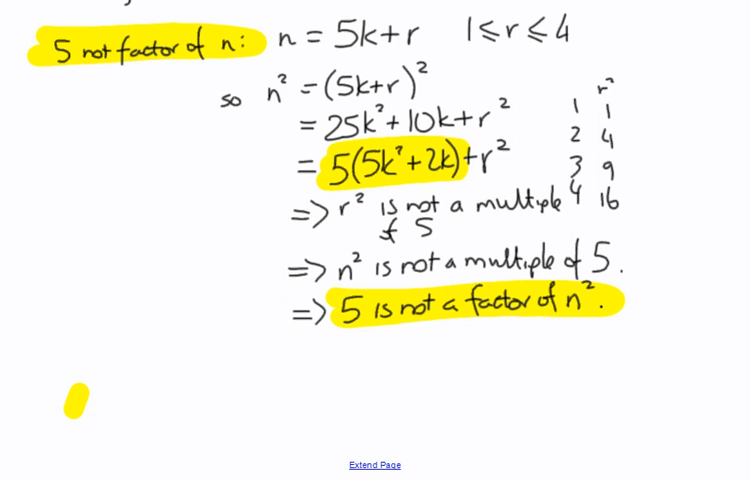 5 not factor of n: n = 5k+r 1 ⩽ r ⩽ 4
so n² = (5k+r)²
= 25k² + 10k + r²
= 5(5k² + 2k) + r²
r²
1 1
2 4
3 9
4 16
=> r² is not a multiple
of 5
=> n² is not a multiple of 5.
=> 5 is not a factor of n².
Extend Page